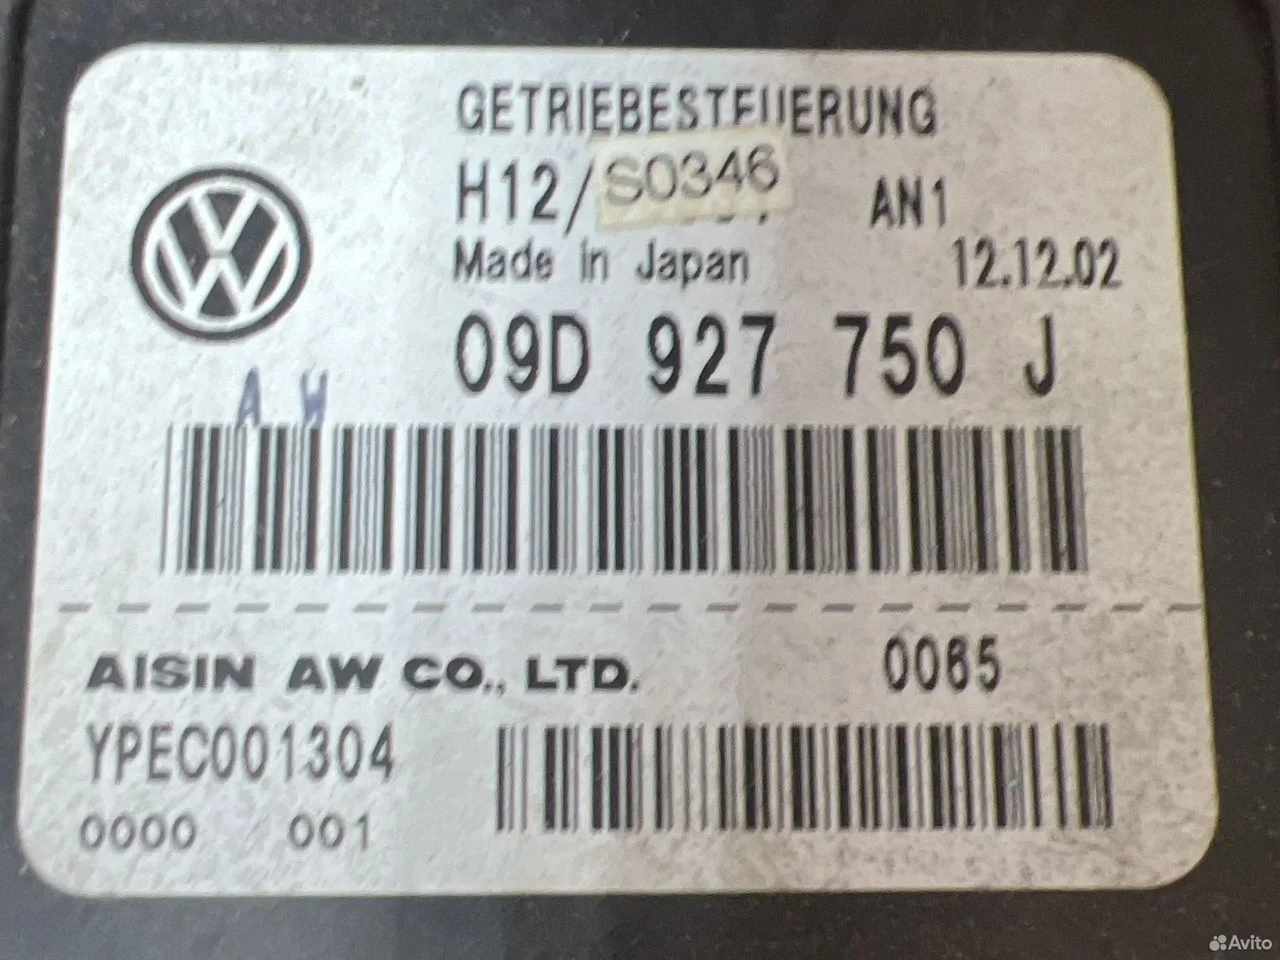 GETRIEBESTEUERUNG
H12/S0346 AN1
Made in Japan 12.12.02
09D 927 750 J
A H
AISIN AW CO., LTD. 0065
YPEC001304
0000 001
Avito